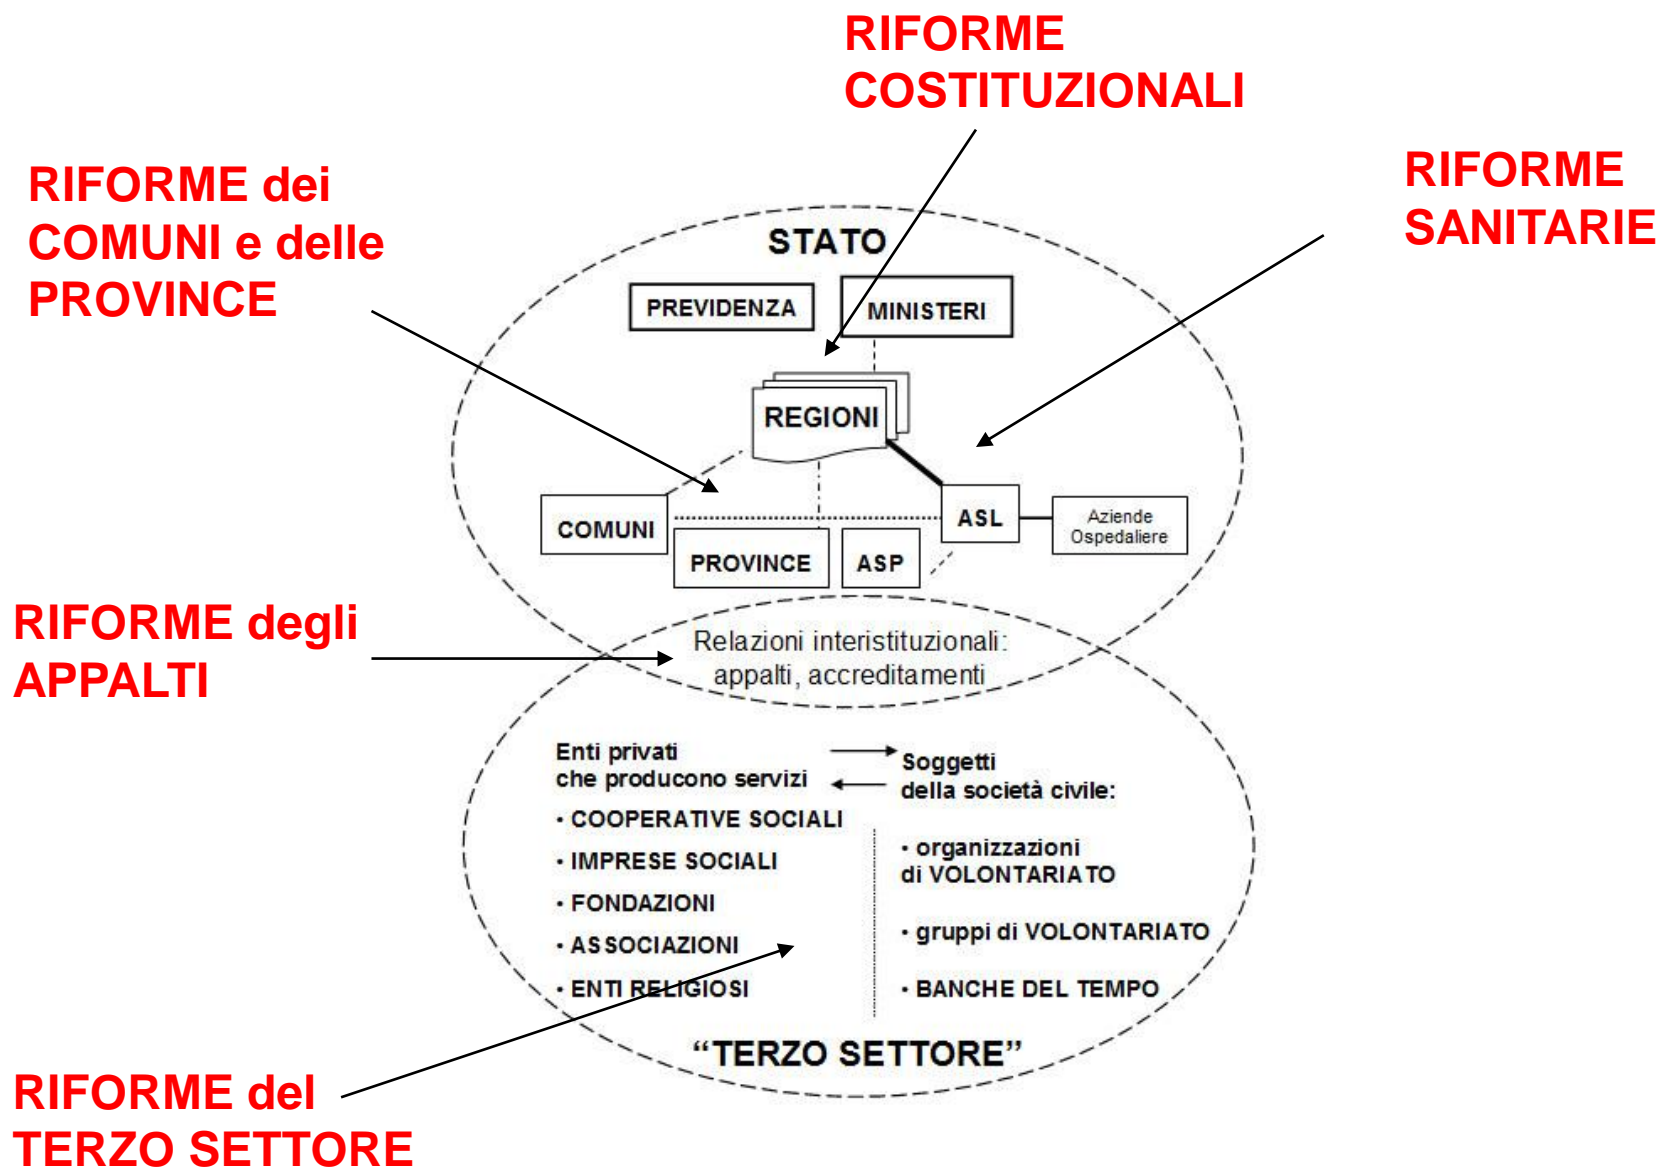 RIFORME
COSTITUZIONALI
RIFORME
SANITARIE
RIFORME dei
COMUNI e delle
PROVINCE
STATO
PREVIDENZA
MINISTERI
REGIONI
COMUNI
PROVINCE
ASP
ASL
Aziende
Ospedaliere
RIFORME degli
APPALTI
Relazioni interistituzionali:
appalti, accreditamenti
Enti privati
che producono servizi
• COOPERATIVE SOCIALI
• IMPRESE SOCIALI
• FONDAZIONI
• ASSOCIAZIONI
• ENTI RELIGIOSI
Soggetti
della società civile:
• organizzazioni
di VOLONTARIATO
• gruppi di VOLONTARIATO
• BANCHE DEL TEMPO
“TERZO SETTORE”
RIFORME del
TERZO SETTORE